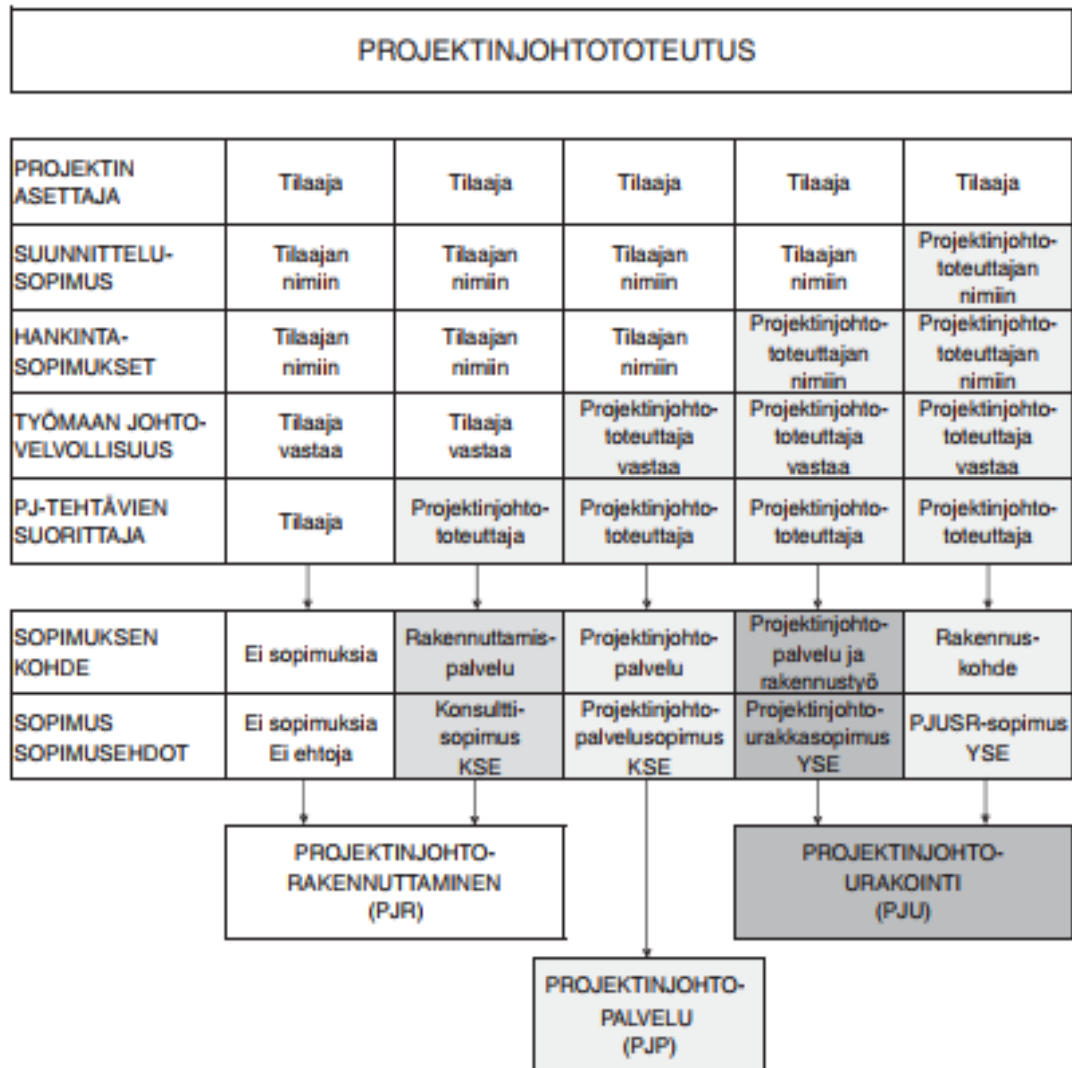 PROJEKTINJOHTOTOTEUTUS
PROJEKTIN
ASETTAJA
Tilaaja
Tilaaja
Tilaaja
Tilaaja
Tilaaja
SUUNNITTELU-
SOPIMUS
Tilaajan
nimiin
Tilaajan
nimiin
Tilaajan
nimiin
Tilaajan
nimiin
Projektinjohto-
toteuttajan
nimiin
HANKINTA-
SOPIMUKSET
Tilaajan
nimiin
Tilaajan
nimiin
Tilaajan
nimiin
Projektinjohto-
toteuttajan
nimiin
Projektinjohto-
toteuttajan
nimiin
TYÖMAAN JOHTO-
VELVOLLISUUS
Tilaaja
vastaa
Tilaaja
vastaa
Projektinjohto-
toteuttaja
vastaa
Projektinjohto-
toteuttaja
vastaa
Projektinjohto-
toteuttaja
vastaa
PJ-TEHTÄVIEN
SUORITTAJA
Tilaaja
Projektinjohto-
toteuttaja
Projektinjohto-
toteuttaja
Projektinjohto-
toteuttaja
Projektinjohto-
toteuttaja
SOPIMUKSEN
KOHDE
Ei sopimuksia
Rakennuttamis-
palvelu
Projektinjohto-
palvelu
Projektinjohto-
palvelu ja
rakennustyö
Rakennus-
kohde
SOPIMUS
SOPIMUSEHDOT
Ei sopimuksia
Ei ehtoja
Konsultti-
sopimus
KSE
Projektinjohto-
palvelusopimus
KSE
Projektinjohto-
urakkasopimus
YSE
PJUSR-sopimus
YSE
PROJEKTINJOHTO-
RAKENNUTTAMINEN
(PJR)
PROJEKTINJOHTO-
URAKOINTI
(PJU)
PROJEKTINJOHTO-
PALVELU
(PJP)